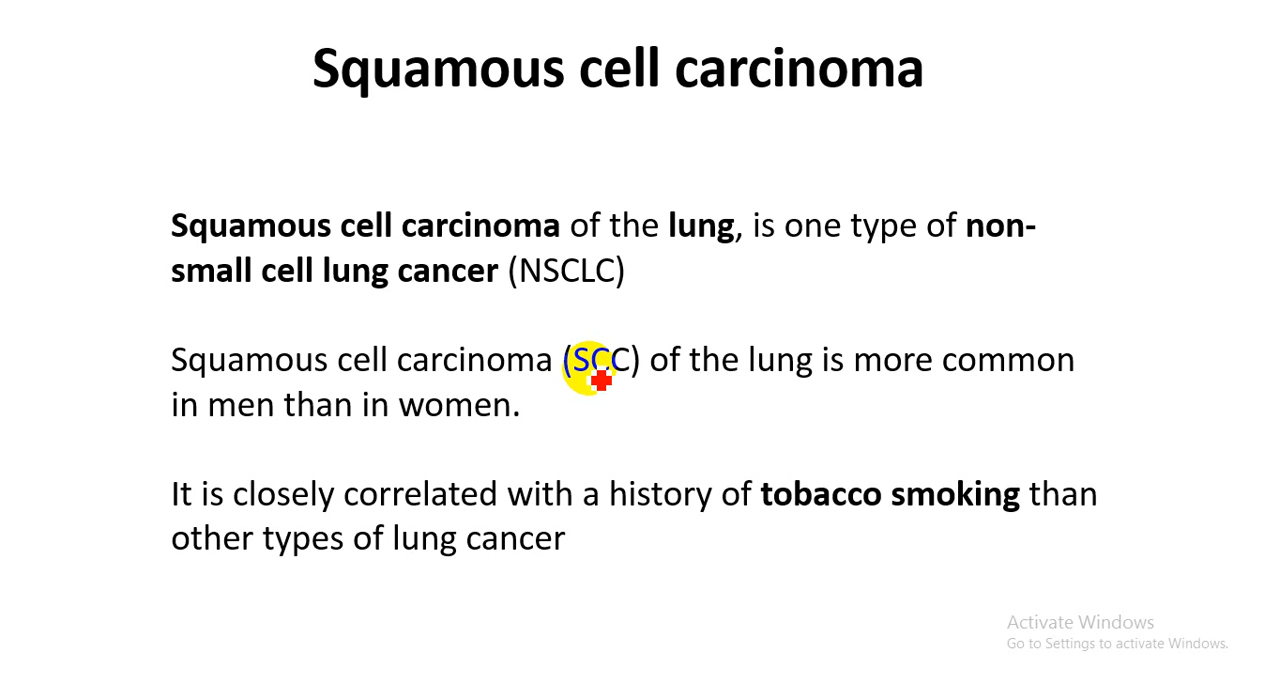 Squamous cell carcinoma
Squamous cell carcinoma of the lung, is one type of non-
small cell lung cancer (NSCLC)
Squamous cell carcinoma (SCC) of the lung is more common
in men than in women.
It is closely correlated with a history of tobacco smoking than
other types of lung cancer
Activate Windows
Go to Settings to activate Windows.